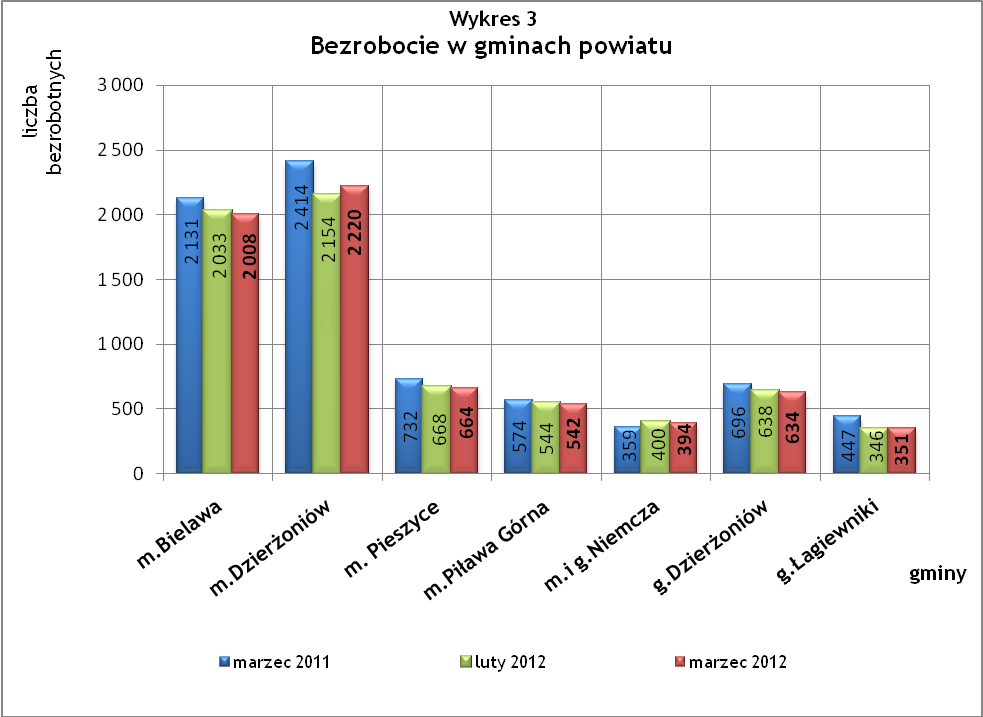 Wykres 3
Bezrobocie w gminach powiatu
liczba
bezrobotnych
3 000
2 500
2 000
1 500
1 000
500
0
2 131
2 033
2 008
2 414
2 154
2 220
732
668
664
574
544
542
359
400
394
696
638
634
447
346
351
m.Bielawa
m.Dzierżoniów
m. Pieszyce
m.Piława Górna
m.i g.Niemcza
g.Dzierżoniów
g.Łagiewniki
gminy
marzec 2011
luty 2012
marzec 2012